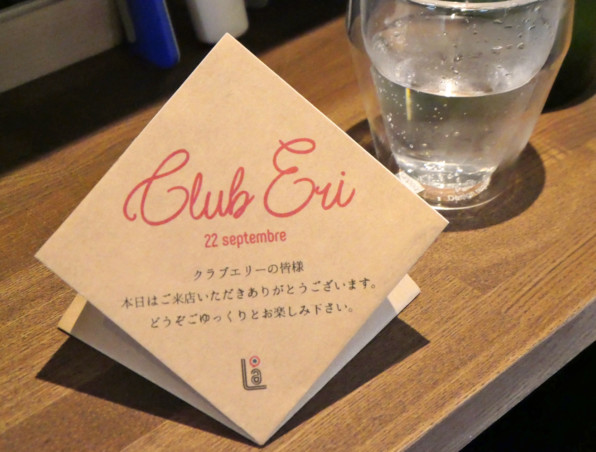 Club Eri
22 septembre
クラブエリーの皆様
本日はご来店いただきありがとうございます。
どうぞごゆっくりとお楽しみ下さい。
La